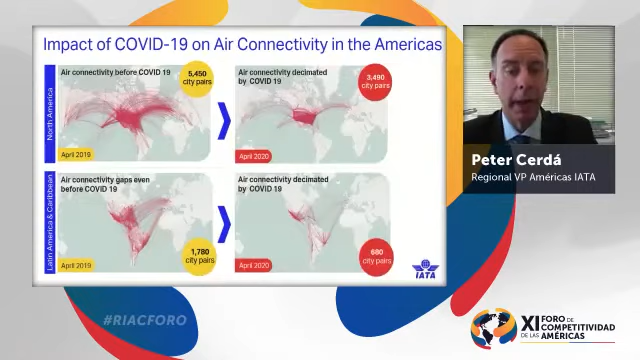 Impact of COVID-19 on Air Connectivity in the Americas
North America
Air connectivity before COVID 19
5,450
city pairs
April 2019
Air connectivity decimated
by COVID 19
3,490
city pairs
April 2020
Latin America & Caribbean
Air connectivity gaps even
before COVID 19
1,780
city pairs
April 2019
Air connectivity decimated
by COVID 19
680
city pairs
April 2020
IATA
Peter Cerdá
Regional VP Américas IATA
#RIACFORO
XI FORO DE
COMPETITIVIDAD
DE LAS AMÉRICAS